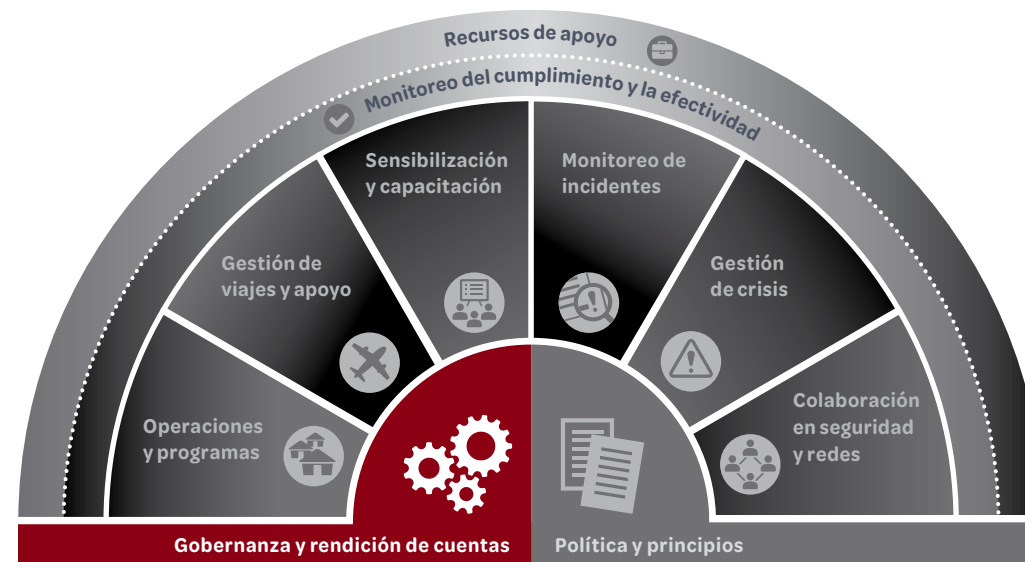 Recursos de apoyo
Monitoreo del cumplimiento y la efectividad
Sensibilización
y capacitación
Monitoreo de
incidentes
Gestión de
viajes y apoyo
Gestión
de crisis
Operaciones
y programas
Colaboración
en seguridad
y redes
Gobernanza y rendición de cuentas
Política y principios